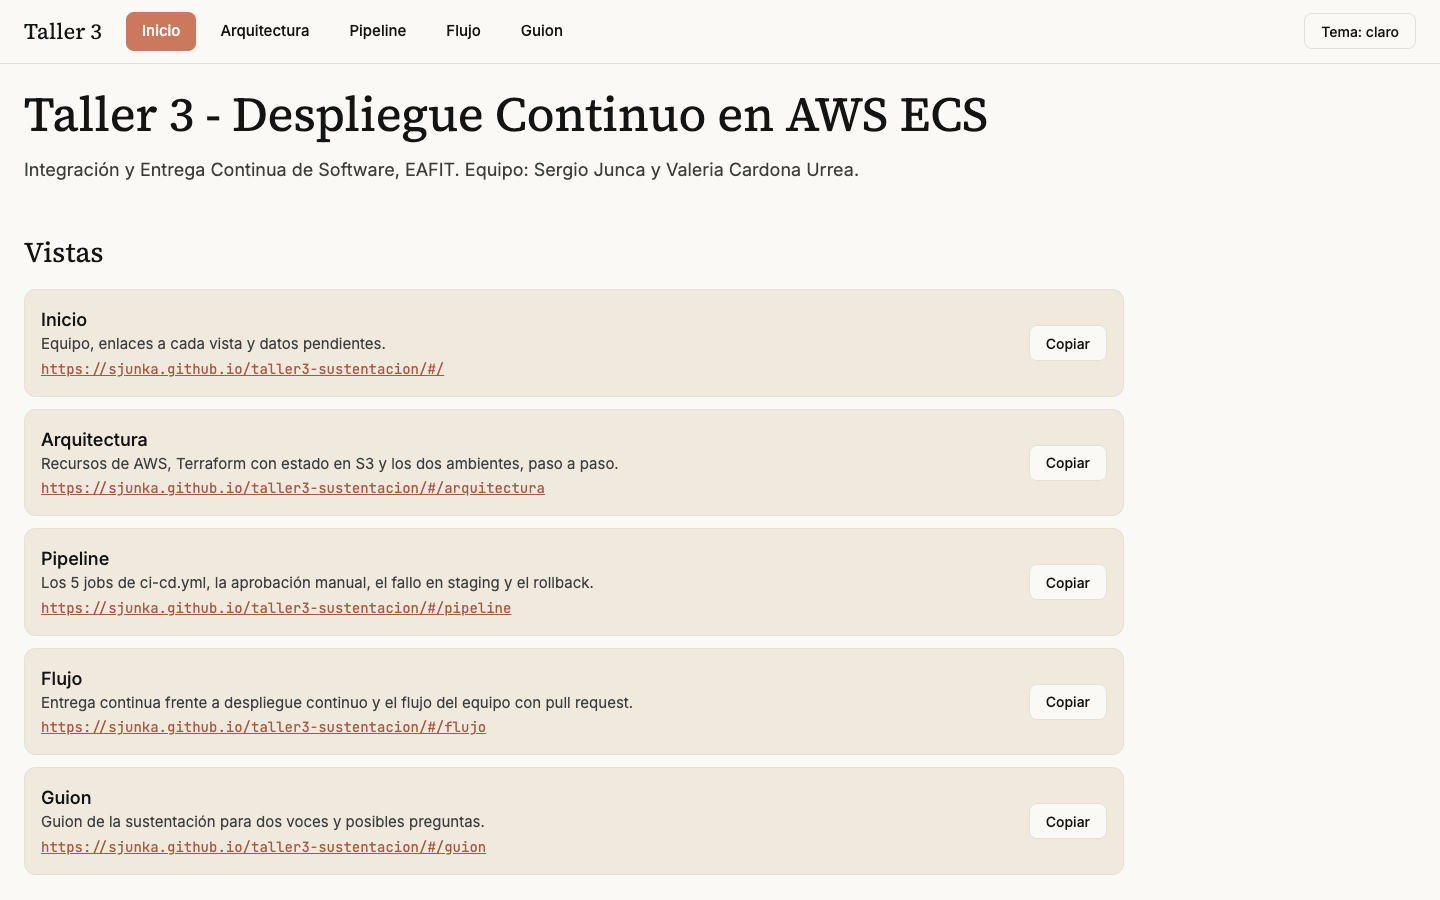 Taller 3
Inicio
Arquitectura
Pipeline
Flujo
Guion
Tema: claro
Taller 3 - Despliegue Continuo en AWS ECS
Integración y Entrega Continua de Software, EAFIT. Equipo: Sergio Junca y Valeria Cardona Urrea.
Vistas
Inicio
Equipo, enlaces a cada vista y datos pendientes.
https://sjunka.github.io/taller3-sustentacion/#/
Copiar
Arquitectura
Recursos de AWS, Terraform con estado en S3 y los dos ambientes, paso a paso.
https://sjunka.github.io/taller3-sustentacion/#/arquitectura
Copiar
Pipeline
Los 5 jobs de ci-cd.yml, la aprobación manual, el fallo en staging y el rollback.
https://sjunka.github.io/taller3-sustentacion/#/pipeline
Copiar
Flujo
Entrega continua frente a despliegue continuo y el flujo del equipo con pull request.
https://sjunka.github.io/taller3-sustentacion/#/flujo
Copiar
Guion
Guion de la sustentación para dos voces y posibles preguntas.
https://sjunka.github.io/taller3-sustentacion/#/guion
Copiar